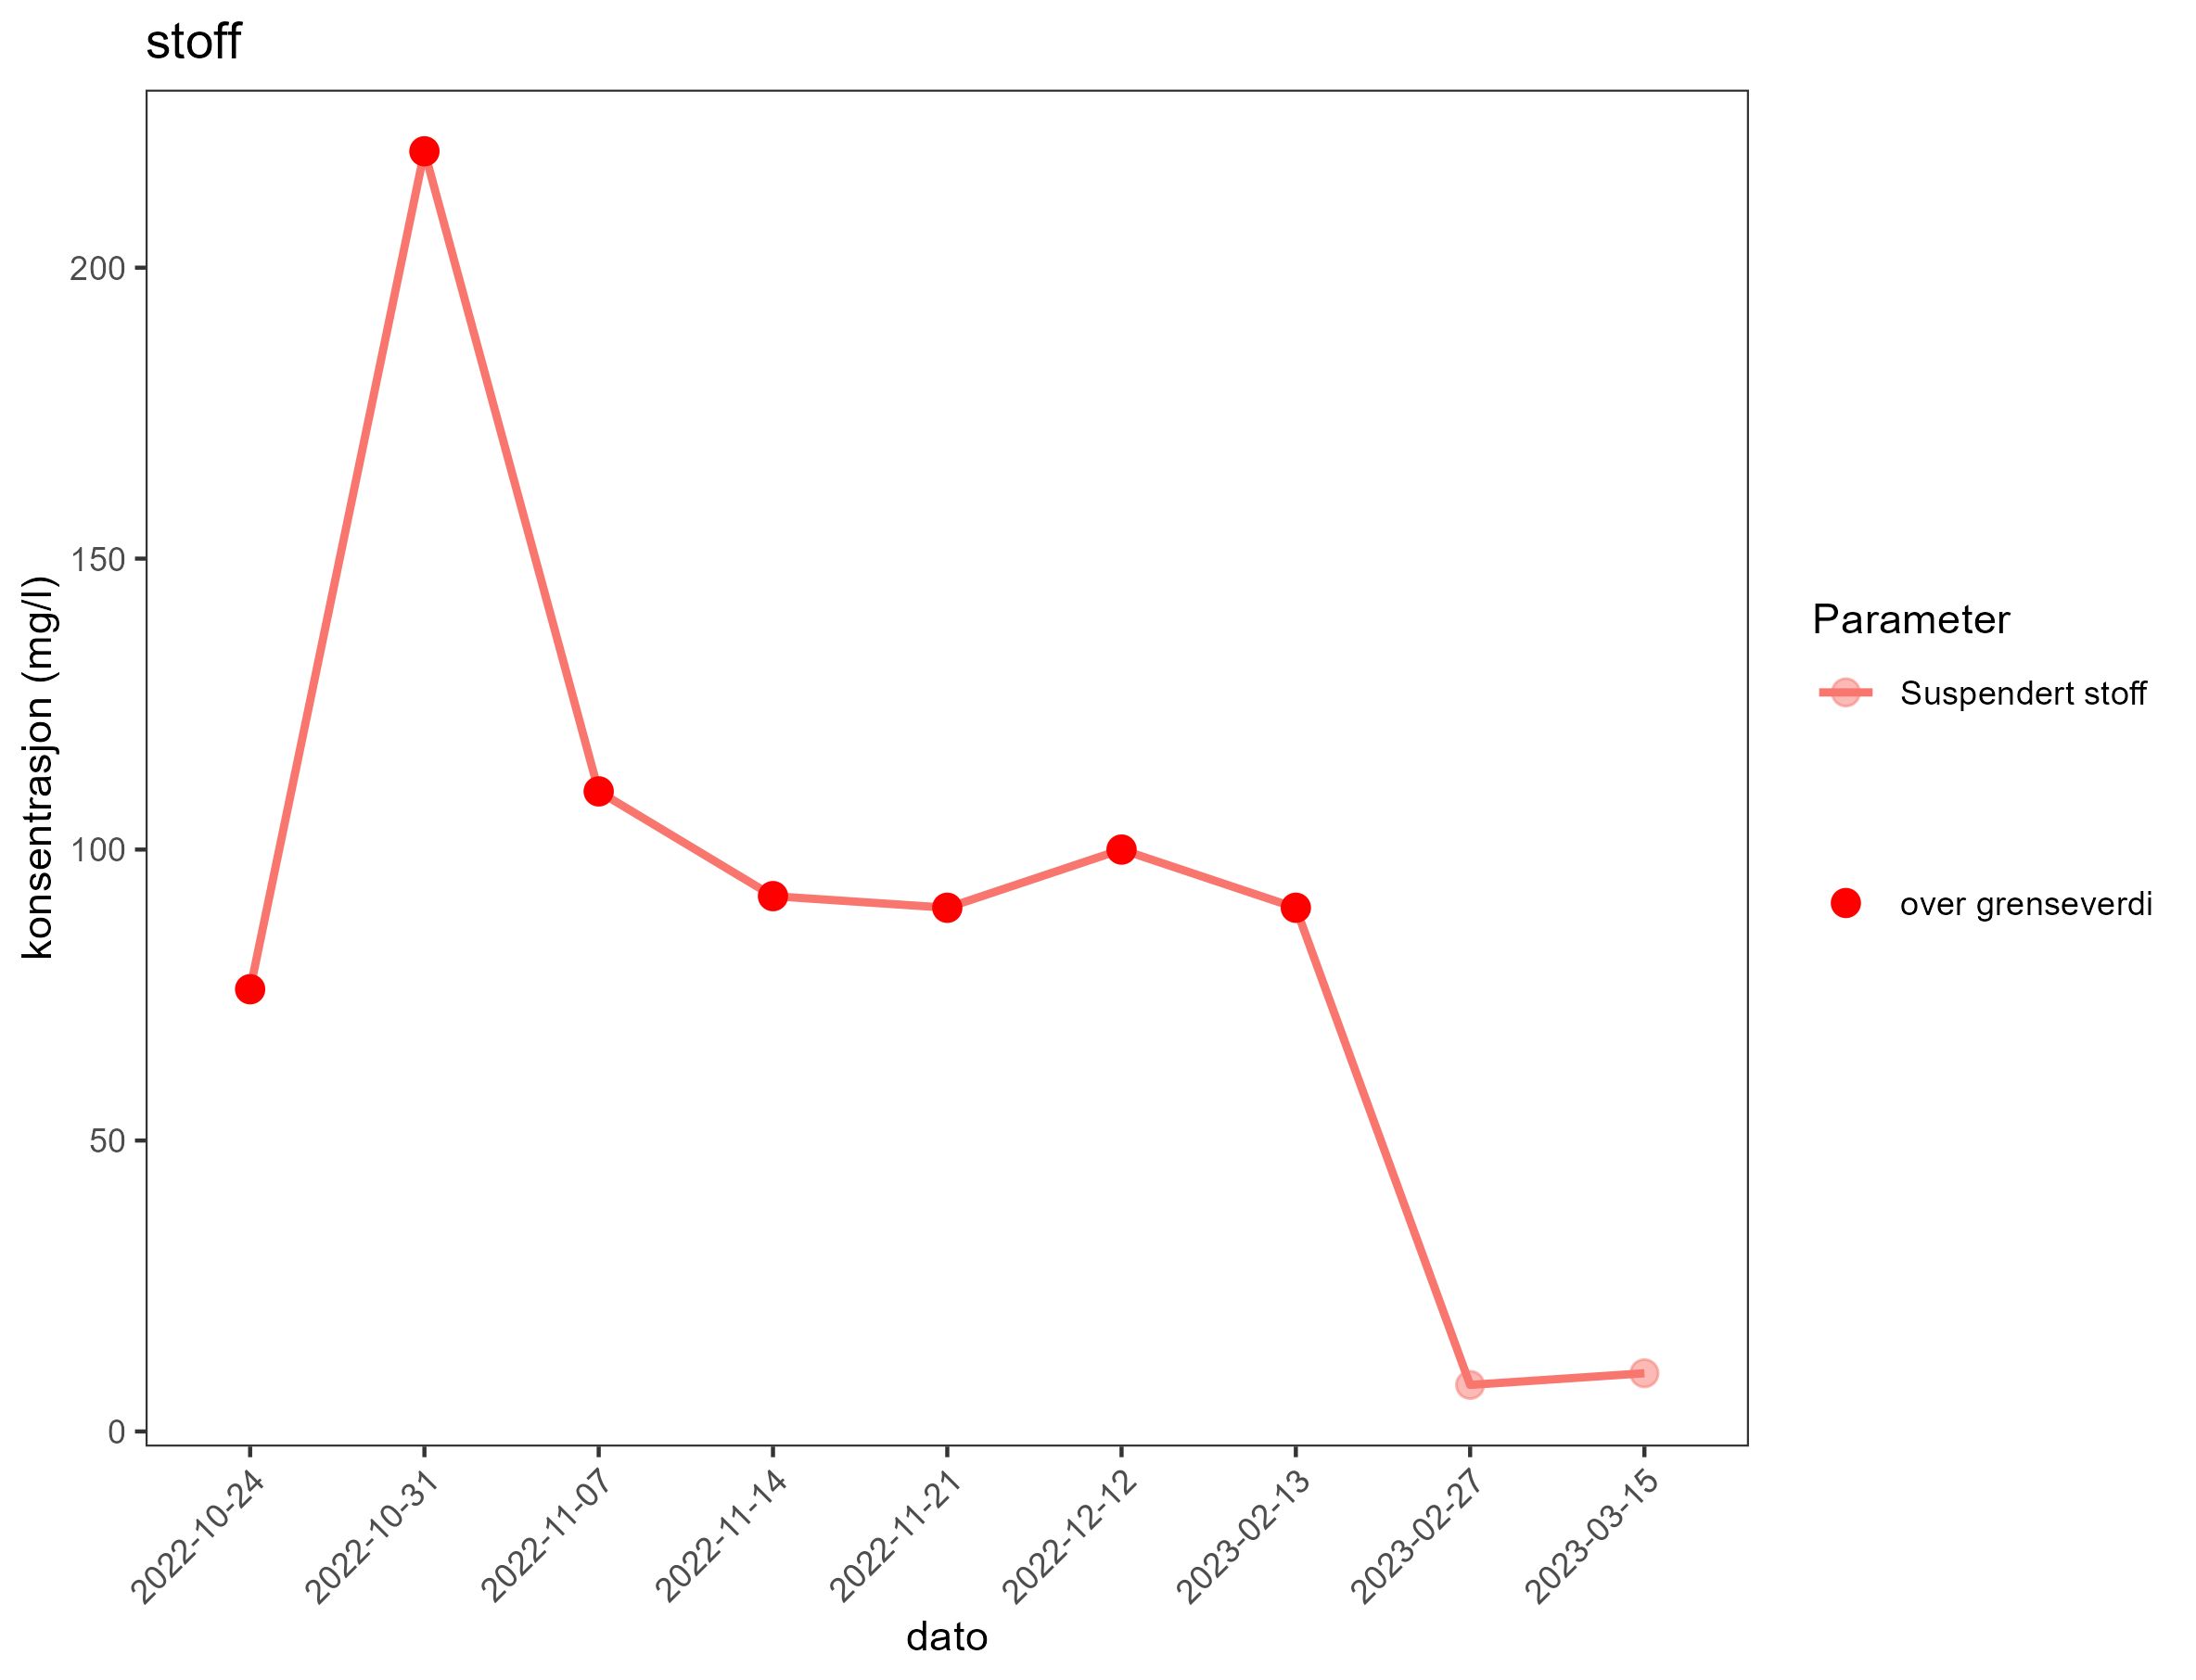 stoff
konsentrasjon (mg/l)
200
150
100
50
0
2022-10-24
2022-10-31
2022-11-07
2022-11-14
2022-11-21
2022-12-12
2023-02-13
2023-02-27
2023-03-15
dato
Parameter
Suspendert stoff
over grenseverdi